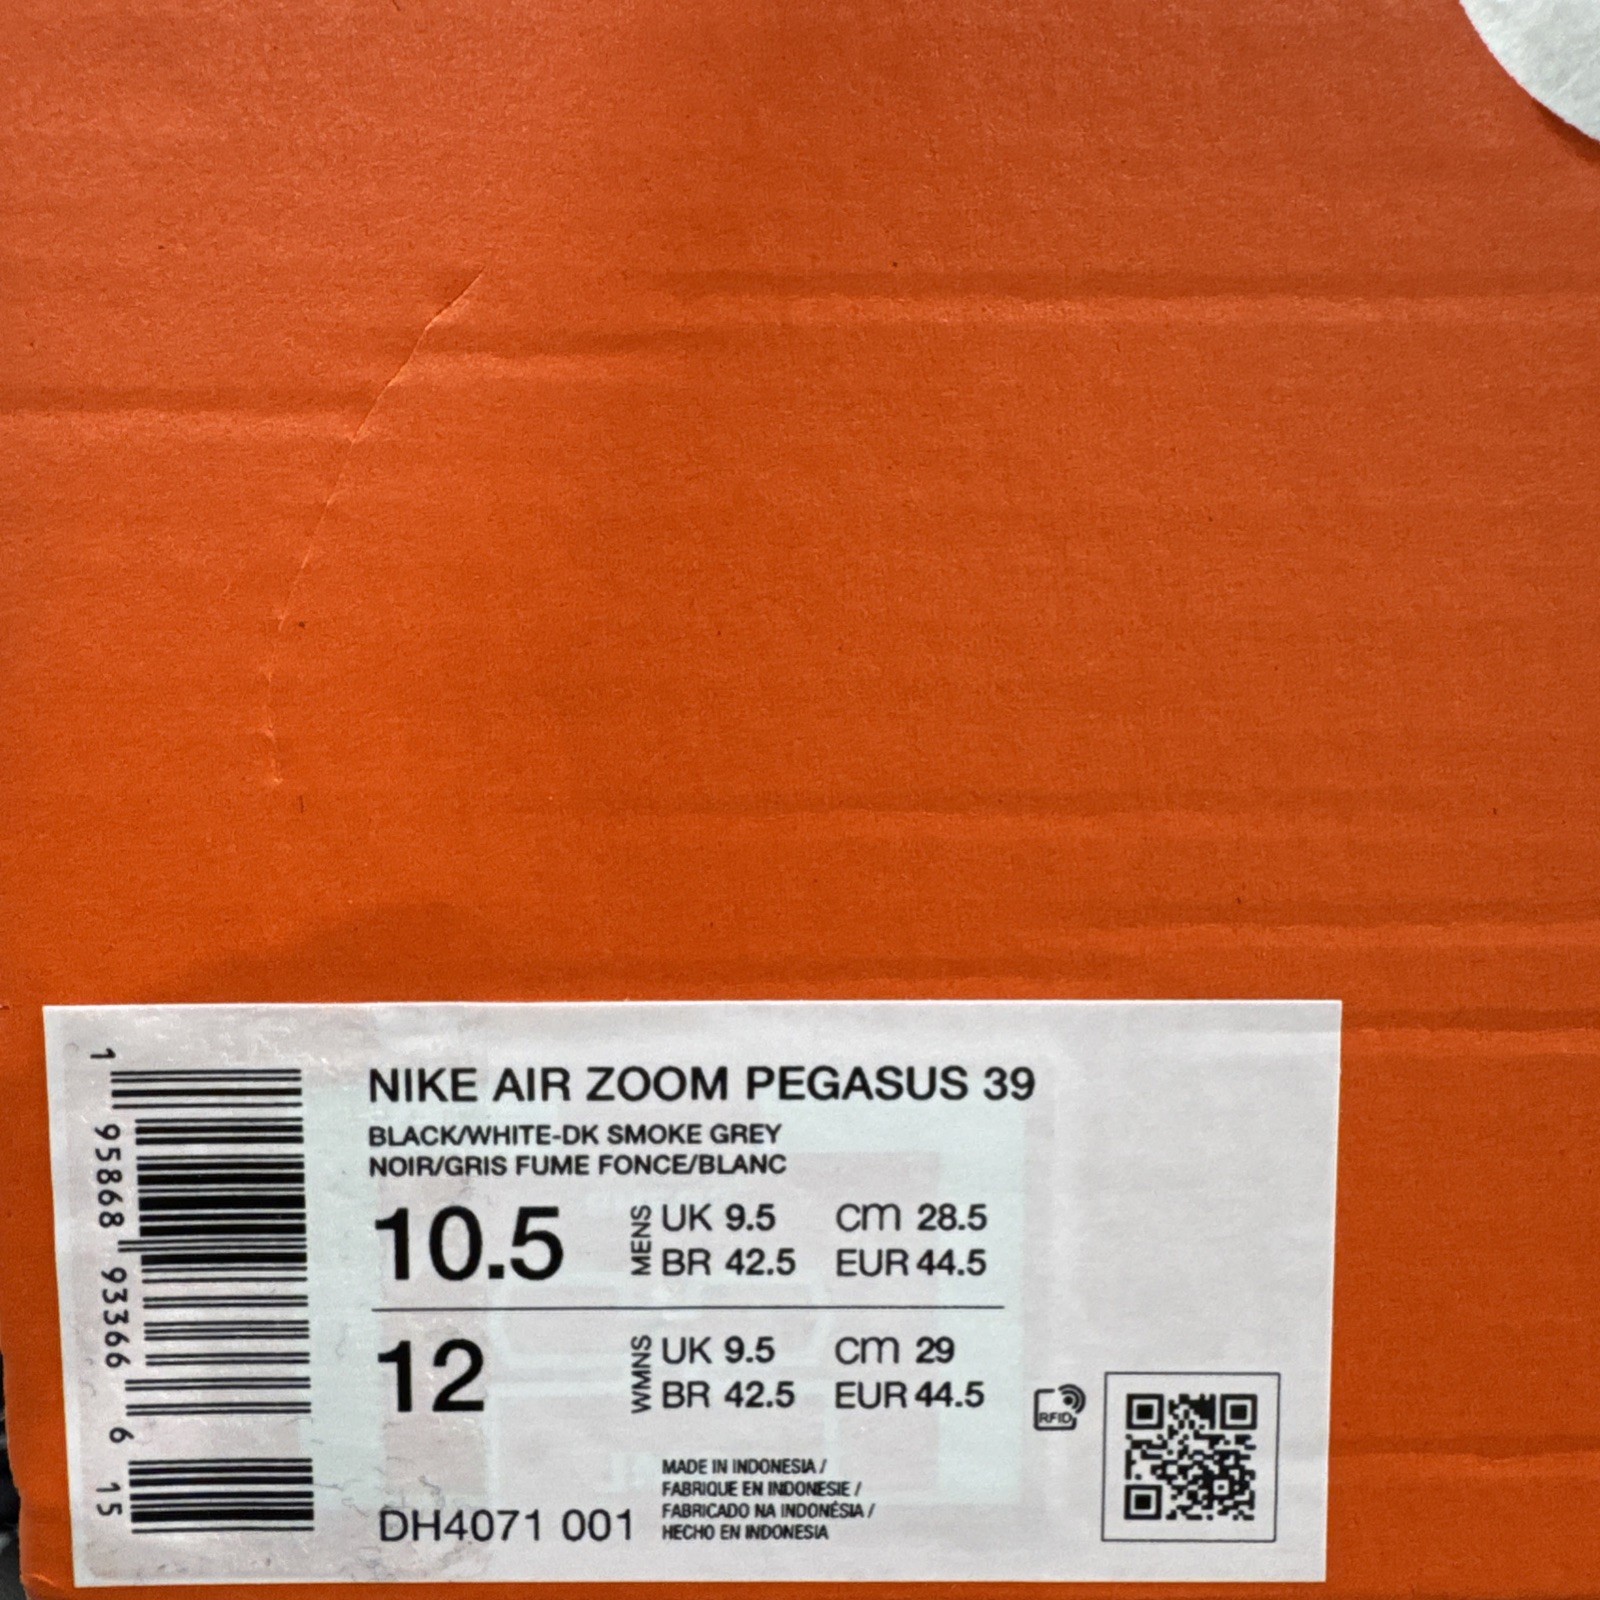 NIKE AIR ZOOM PEGASUS 39
BLACK/WHITE-DK SMOKE GREY
NOIR/GRIS FUME FONCE/BLANC
10.5 MENS UK 9.5 CM 28.5
BR 42.5 EUR 44.5
12 WMNS UK 9.5 CM 29
BR 42.5 EUR 44.5
RFID
MADE IN INDONESIA /
FABRIQUE EN INDONESIE /
FABRICADO NA INDONÉSIA /
HECHO EN INDONESIA
DH4071 001
1 95868 93366 6 15